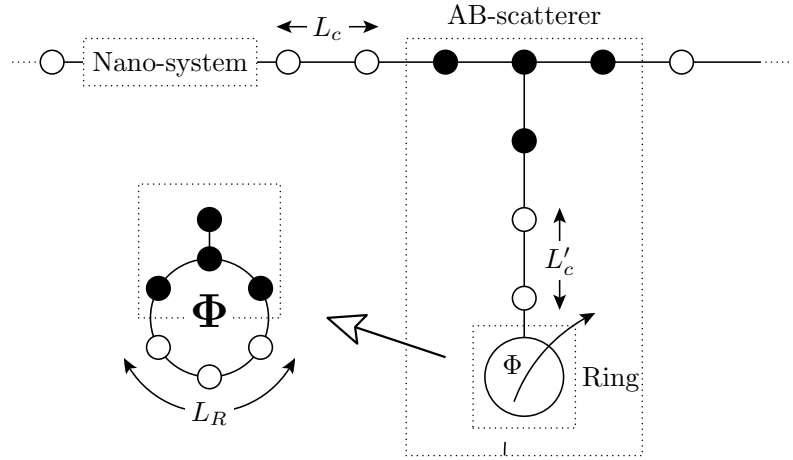 AB-scatterer
L_c
Nano-system
L'_c
Φ
Φ
Ring
L_R